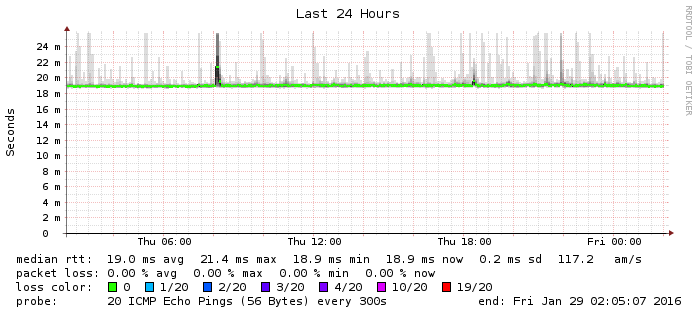 Last 24 Hours
RRDTOOL / TOBI OETIKER
Seconds
24 m
22 m
20 m
18 m
16 m
14 m
12 m
10 m
8 m
6 m
4 m
2 m
0
Thu 06:00 Thu 12:00 Thu 18:00 Fri 00:00
median rtt: 19.0 ms avg 21.4 ms max 18.9 ms min 18.9 ms now 0.2 ms sd 117.2 am/s
packet loss: 0.00 % avg 0.00 % max 0.00 % min 0.00 % now
loss color: 0 1/20 2/20 3/20 4/20 10/20 19/20
probe: 20 ICMP Echo Pings (56 Bytes) every 300s end: Fri Jan 29 02:05:07 2016